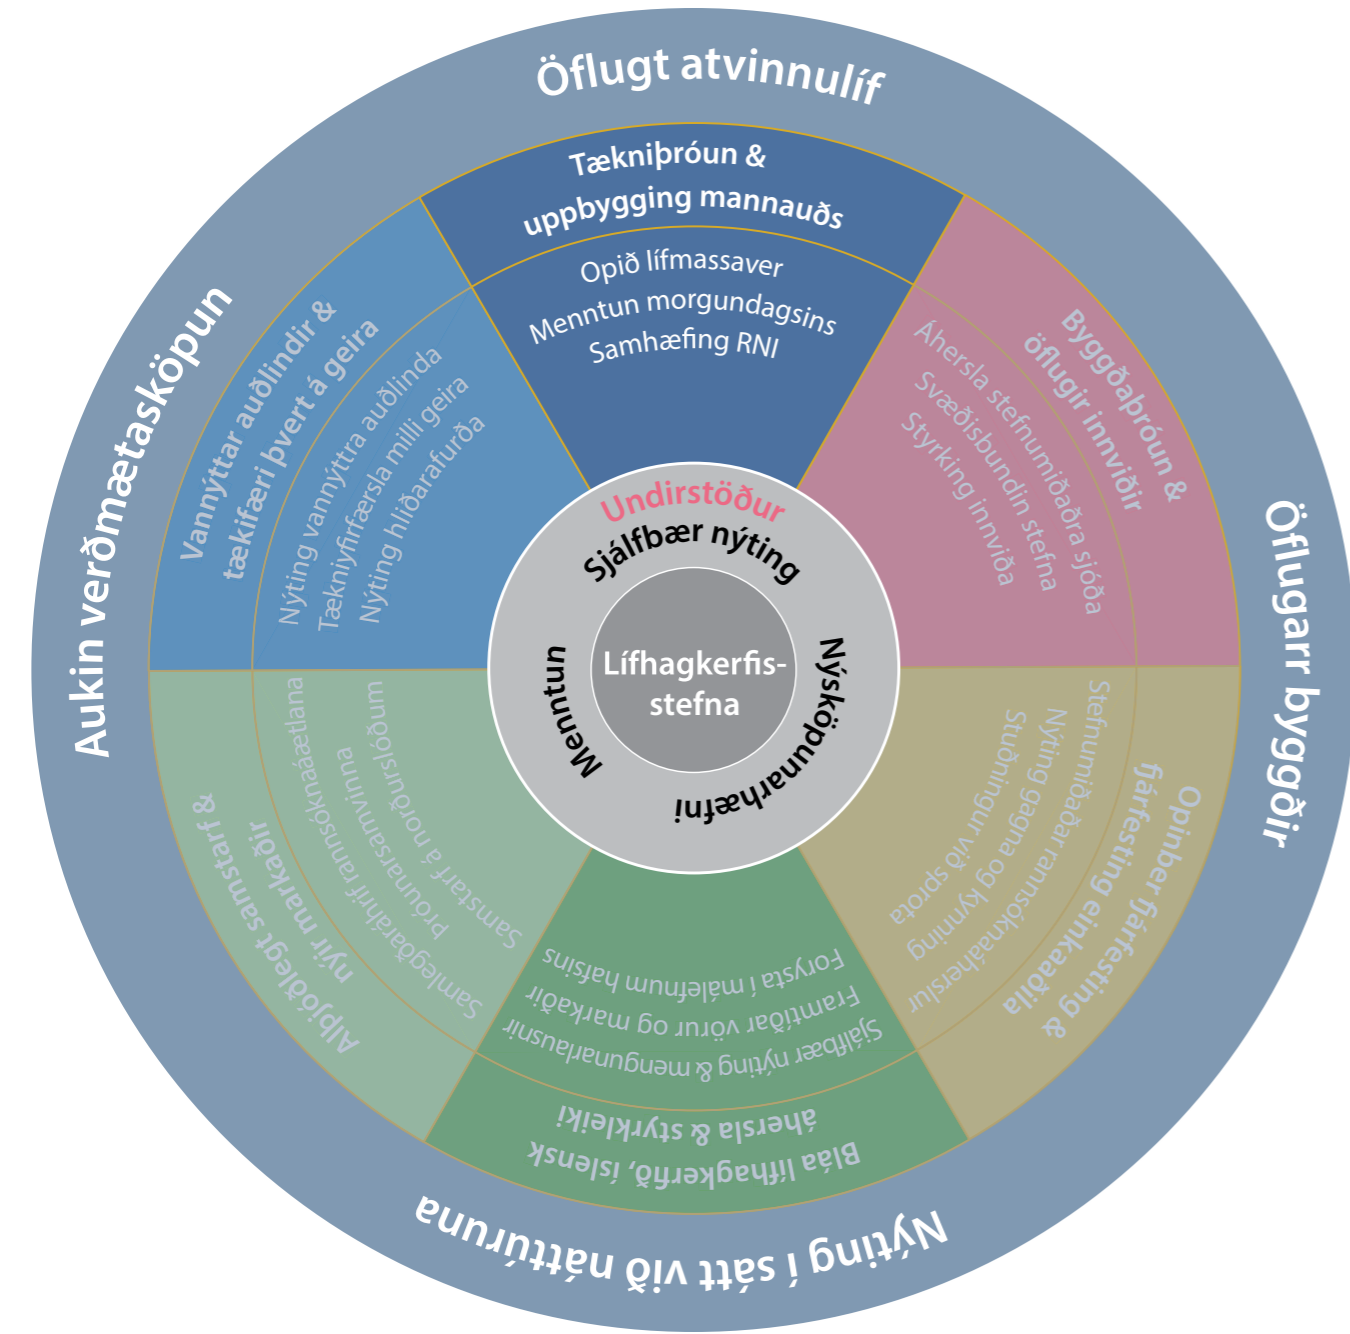 Öflugt atvinnulíf
Öflugarr byggðir
Nýting í sátt við náttúruna
Aukin verðmætasköpun
Tækniþróun &
uppbygging mannauðs
Opið lífmassaver
Menntun morgundagsins
Samhæfing RNI
Byggðaþróun &
öflugir innviðir
Áhersla stefnumiðaðra sjóða
Svæðisbundin stefna
Styrking innviða
Opinber fjárfesting &
fjárfesting einkaaðila
Stefnumiðaðar rannsóknaáherslur
Nýting gagna og kynning
Stuðningur við sprota
Bláa lífhagkerfið, íslensk
áhersla & styrkleiki
Sjálfbær nýting & mengunarlausnir
Framtíðar vörur og markaðir
Forysta í málefnum hafsins
Alþjóðlegt samstarf &
nýir markaðir
Samlegðaráhrif rannsóknaáætlana
Þróunarsamvinna
Samstarf á norðurslóðum
Vannýttar auðlindir &
tækifæri þvert á geira
Nýting vannýttra auðlinda
Tækniyfirfærsla milli geira
Nýting hliðarafurða
Undirstöður
Sjálfbær nýting
Nýsköpunarhæfni
Menntun
Lífhagkerfis-
stefna